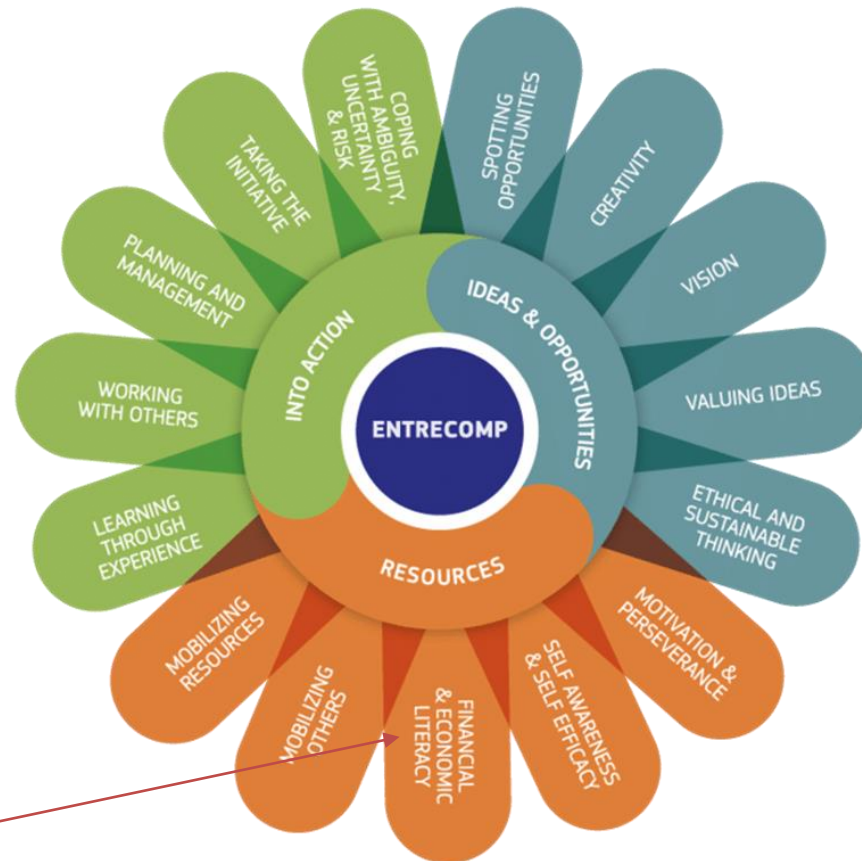 ENTRECOMP
IDEAS & OPPORTUNITIES
SPOTTING
OPPORTUNITIES
CREATIVITY
VISION
VALUING IDEAS
ETHICAL AND
SUSTAINABLE
THINKING
RESOURCES
MOTIVATION &
PERSEVERANCE
SELF AWARENESS
& SELF EFFICACY
FINANCIAL
& ECONOMIC
LITERACY
MOBILIZING
OTHERS
MOBILIZING
RESOURCES
INTO ACTION
LEARNING
THROUGH
EXPERIENCE
WORKING
WITH OTHERS
PLANNING AND
MANAGEMENT
TAKING THE
INITIATIVE
COPING
WITH AMBIGUITY,
UNCERTAINTY
& RISK